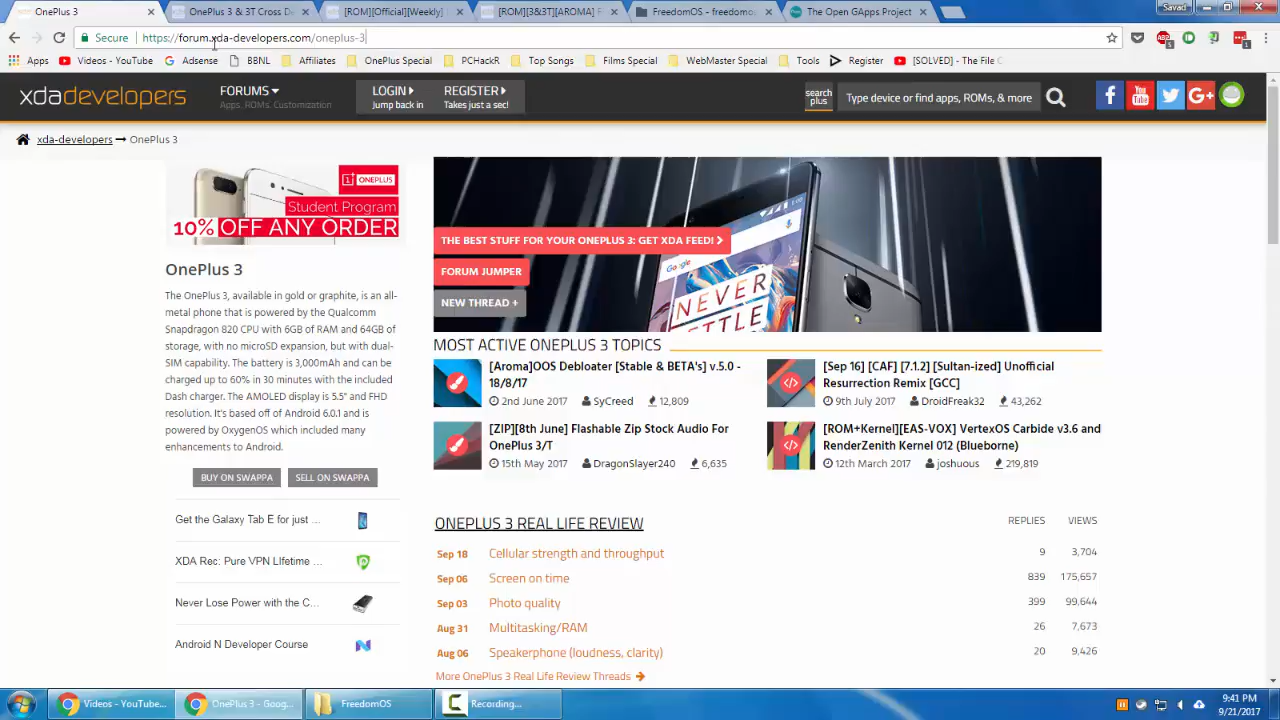 OnePlus 3
OnePlus 3 & 3T Cross De
[ROM][Official][Weekly]
[ROM][3&3T][AROMA] F
FreedomOS – freedomos
The Open GApps Project
Savad
Secure
https://forum.xda-developers.com/oneplus-3
Apps
Videos - YouTube
Adsense
BBNL
Affiliates
OnePlus Special
PCHackR
Top Songs
Films Special
WebMaster Special
Tools
Register
[SOLVED] - The File C
xdadevelopers
FORUMS
Apps, ROMs, Customization
LOGIN
Jump back in
REGISTER
Takes just a sec!
search
plus
Type device or find apps, ROMs, & more
xda-developers
OnePlus 3
ONEPLUS
Student Program
10% OFF ANY ORDER
OnePlus 3
The OnePlus 3, available in gold or graphite, is an all-
metal phone that is powered by the Qualcomm
Snapdragon 820 CPU with 6GB of RAM and 64GB of
storage, with no microSD expansion, but with dual-
SIM capability. The battery is 3,000mAh and can be
charged up to 60% in 30 minutes with the included
Dash charger. The AMOLED display is 5.5" and FHD
resolution. It's based off of Android 6.0.1 and is
powered by OxygenOS which included many
enhancements to Android.
BUY ON SWAPPA
SELL ON SWAPPA
Get the Galaxy Tab E for just ...
XDA Rec: Pure VPN LIfetime ...
Never Lose Power with the C...
Android N Developer Course
THE BEST STUFF FOR YOUR ONEPLUS 3: GET XDA FEED!
FORUM JUMPER
NEW THREAD +
Google
NEVER
SETTLE
MOST ACTIVE ONEPLUS 3 TOPICS
[Aroma]OOS Debloater [Stable & BETA's] v.5.0 -
18/8/17
2nd June 2017 SyCreed 12,809
[Sep 16] [CAF] [7.1.2] [Sultan-ized] Unofficial
Resurrection Remix [GCC]
9th July 2017 DroidFreak32 43,262
[ZIP][8th June] Flashable Zip Stock Audio For
OnePlus 3/T
15th May 2017 DragonSlayer240 6,635
[ROM+Kernel][EAS-VOX] VertexOS Carbide v3.6 and
RenderZenith Kernel 012 (Blueborne)
12th March 2017 joshuous 219,819
ONEPLUS 3 REAL LIFE REVIEW REPLIES VIEWS
Sep 18 Cellular strength and throughput 9 3,704
Sep 06 Screen on time 839 175,657
Sep 03 Photo quality 399 99,644
Aug 31 Multitasking/RAM 26 7,673
Aug 06 Speakerphone (loudness, clarity) 20 9,426
More OnePlus 3 Real Life Review Threads
Videos - YouTube...
OnePlus 3 - Goog...
FreedomOS
Recording...
9:41 PM
9/21/2017